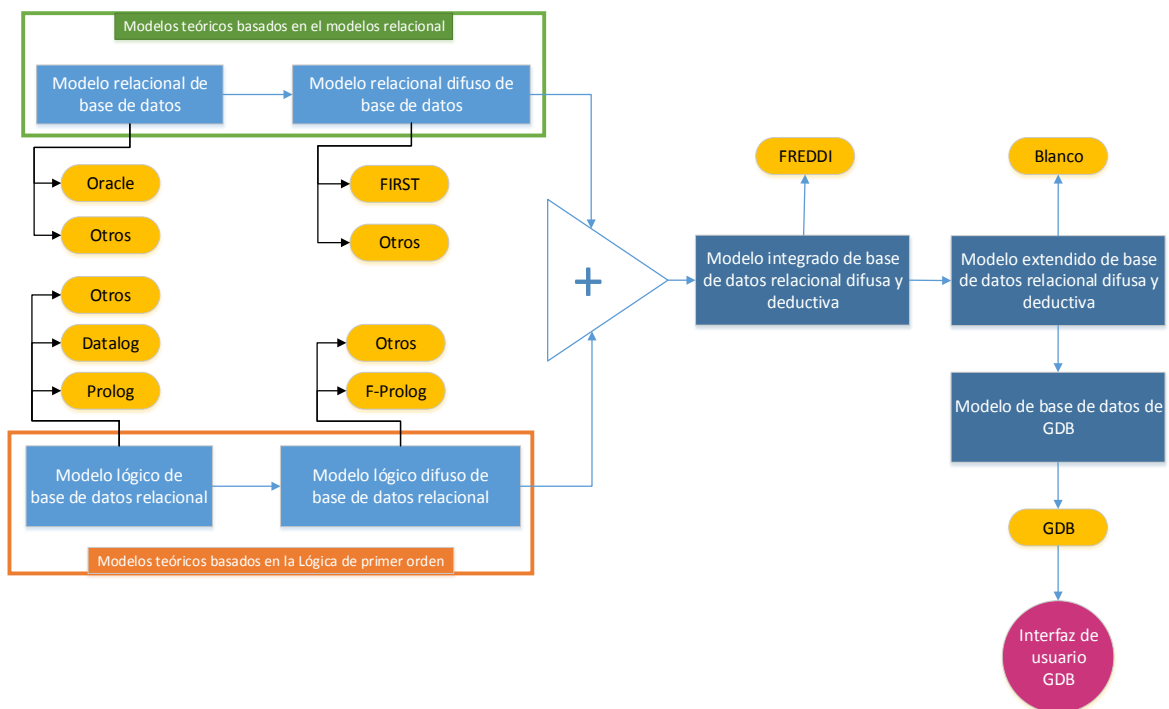 Modelos teóricos basados en el modelos relacional
Modelo relacional de
base de datos
Modelo relacional difuso de
base de datos
Oracle
Otros
FIRST
Otros
Otros
Datalog
Prolog
Otros
F-Prolog
Modelo lógico de
base de datos relacional
Modelo lógico difuso de
base de datos relacional
Modelos teóricos basados en la Lógica de primer orden
+
FREDDI
Modelo integrado de base
de datos relacional difusa y
deductiva
Blanco
Modelo extendido de base
de datos relacional difusa y
deductiva
Modelo de base de datos de
GDB
GDB
Interfaz de
usuario
GDB